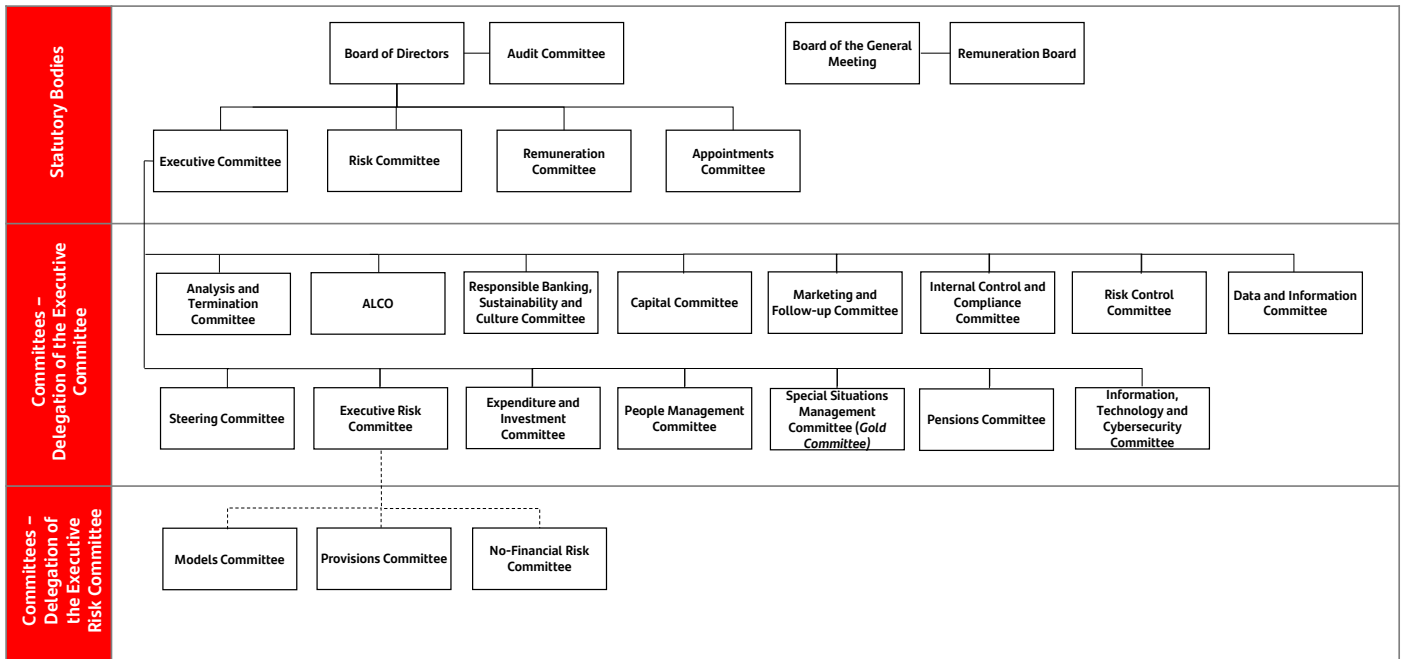 Statutory Bodies
Board of Directors
Audit Committee
Board of the General
Meeting
Remuneration Board
Executive Committee
Risk Committee
Remuneration
Committee
Appointments
Committee
Committees –
Delegation of the Executive
Committee
Analysis and
Termination
Committee
ALCO
Responsible Banking,
Sustainability and
Culture Committee
Capital Committee
Marketing and
Follow-up Committee
Internal Control and
Compliance
Committee
Risk Control
Committee
Data and Information
Committee
Steering Committee
Executive Risk
Committee
Expenditure and
Investment
Committee
People Management
Committee
Special Situations
Management
Committee (Gold
Committee)
Pensions Committee
Information,
Technology and
Cybersecurity
Committee
Committees –
Delegation of
the Executive
Risk Committee
Models Committee
Provisions Committee
No-Financial Risk
Committee